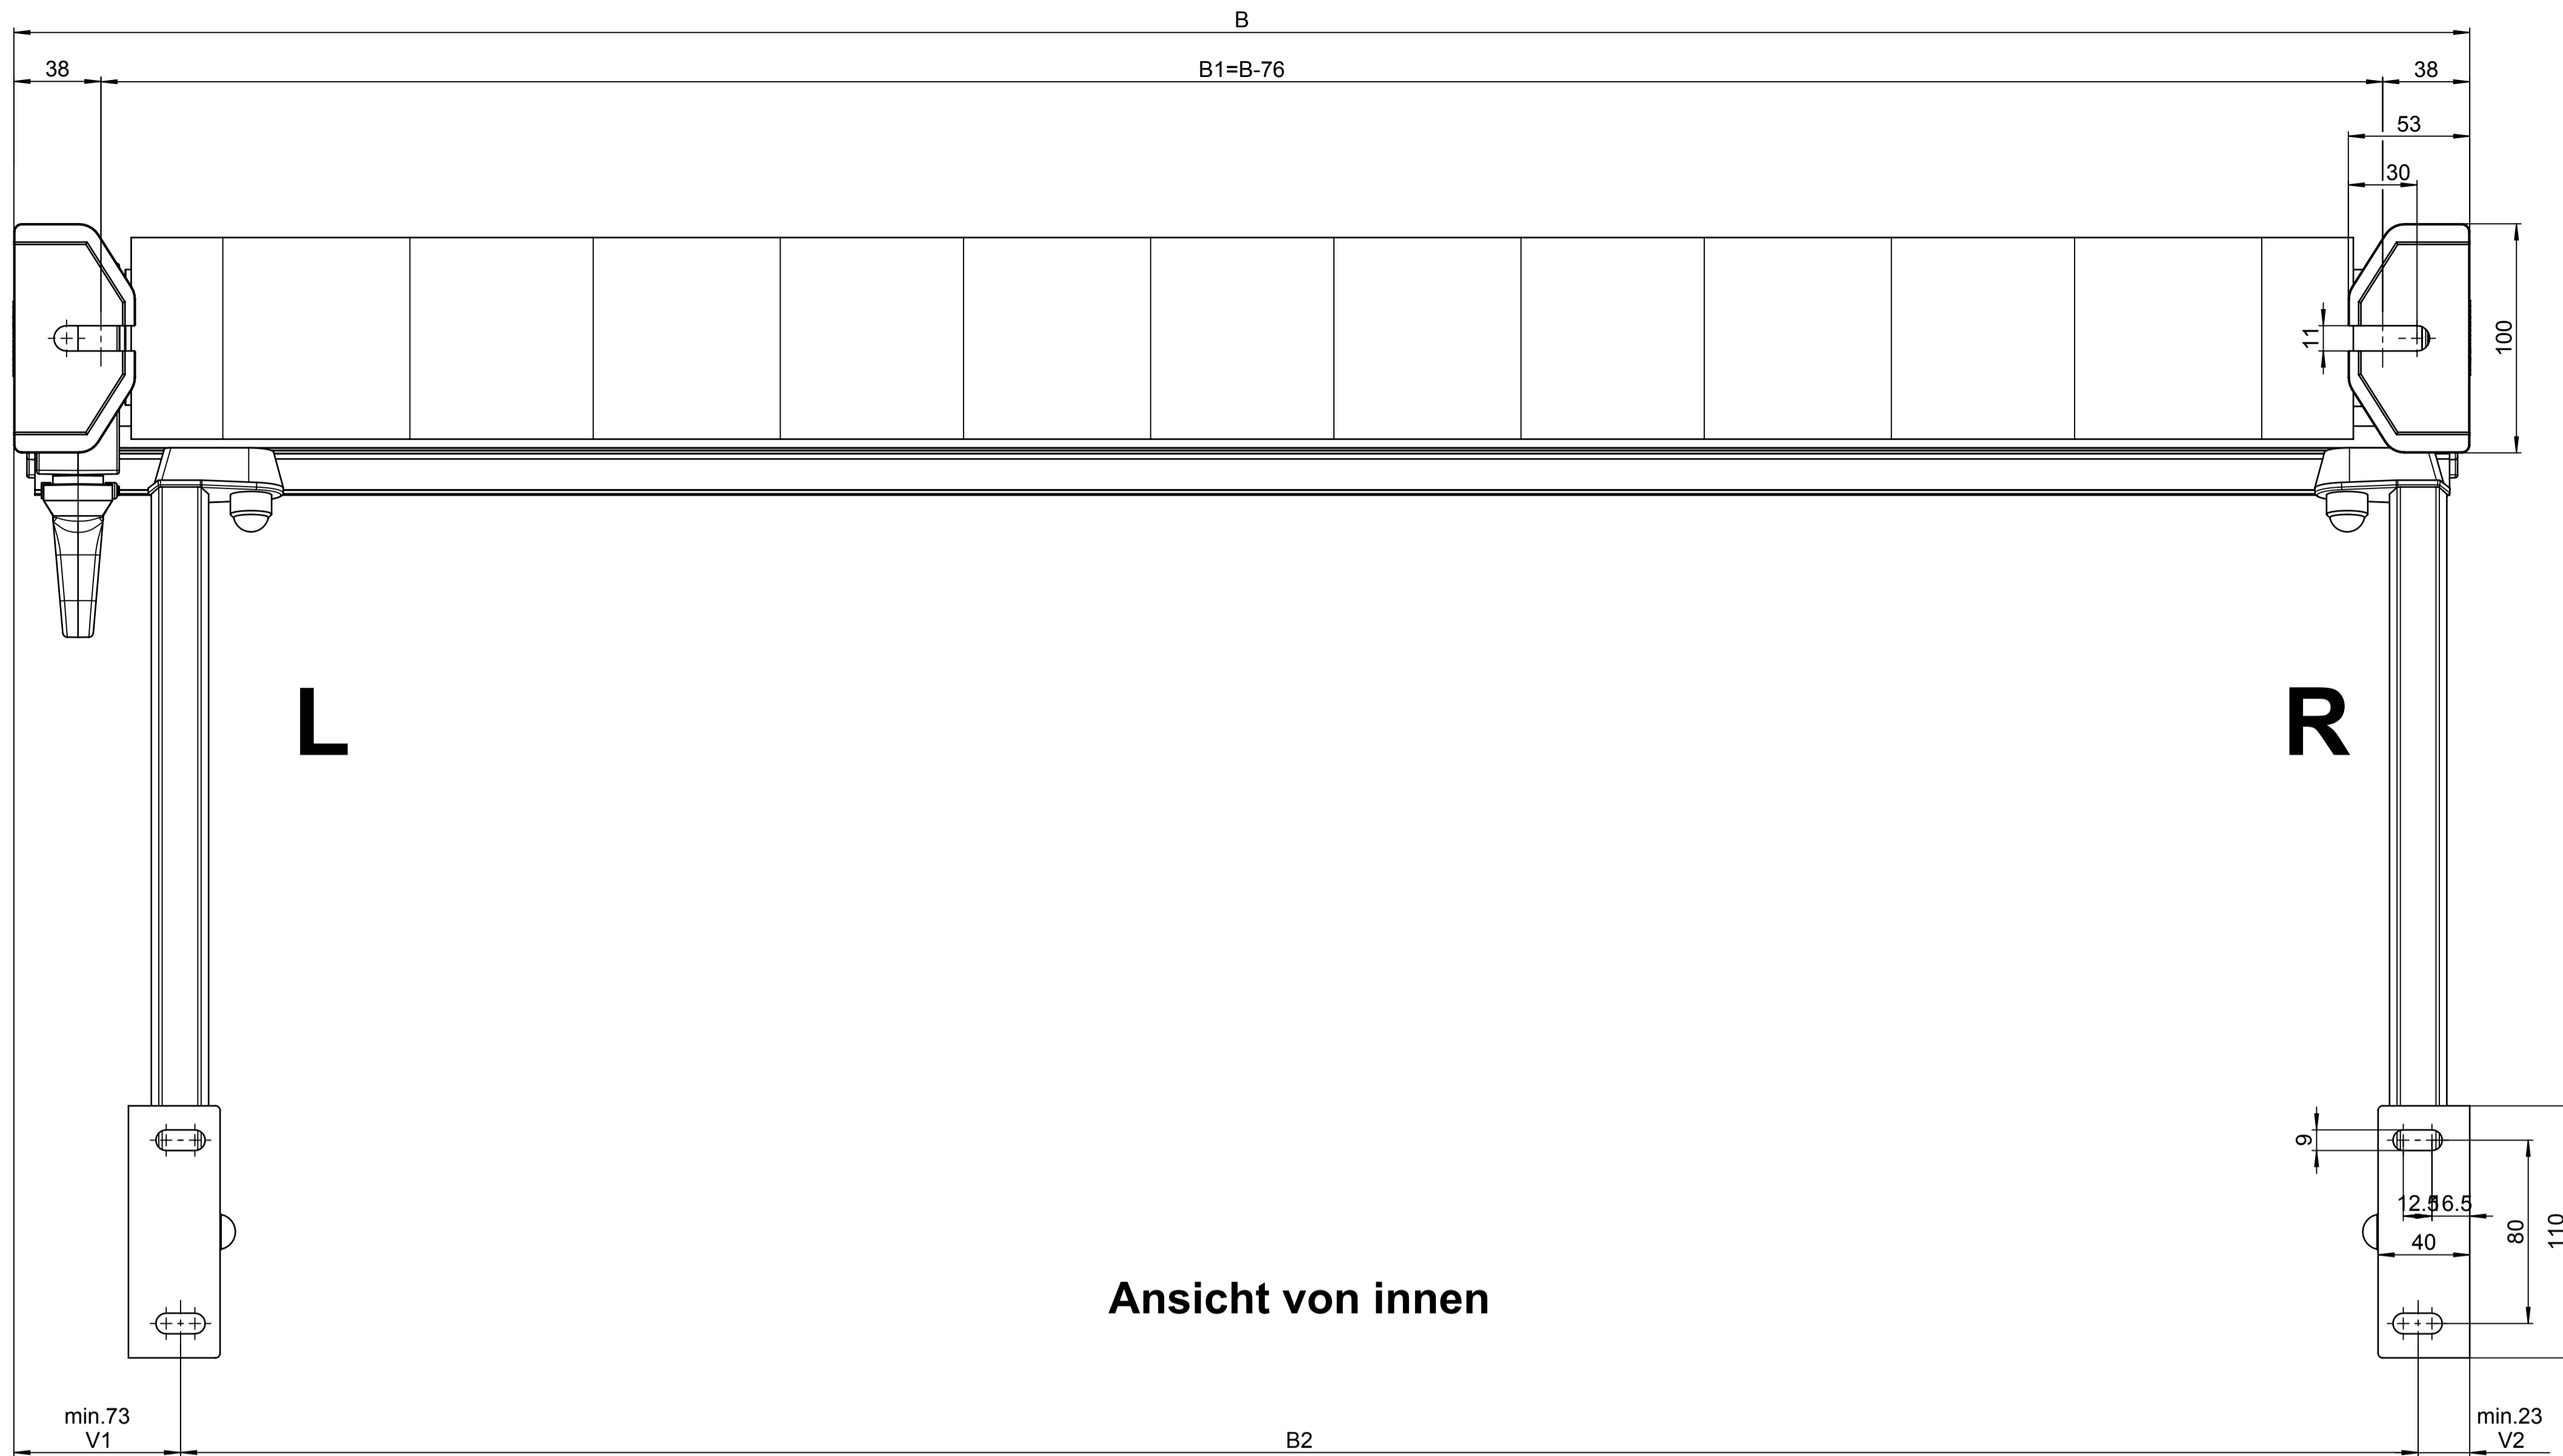 B
38
B1=B-76
38
53
30
11
100
L
R
9
12.5
16.5
40
80
110
Ansicht von innen
min.73
V1
B2
min.23
V2